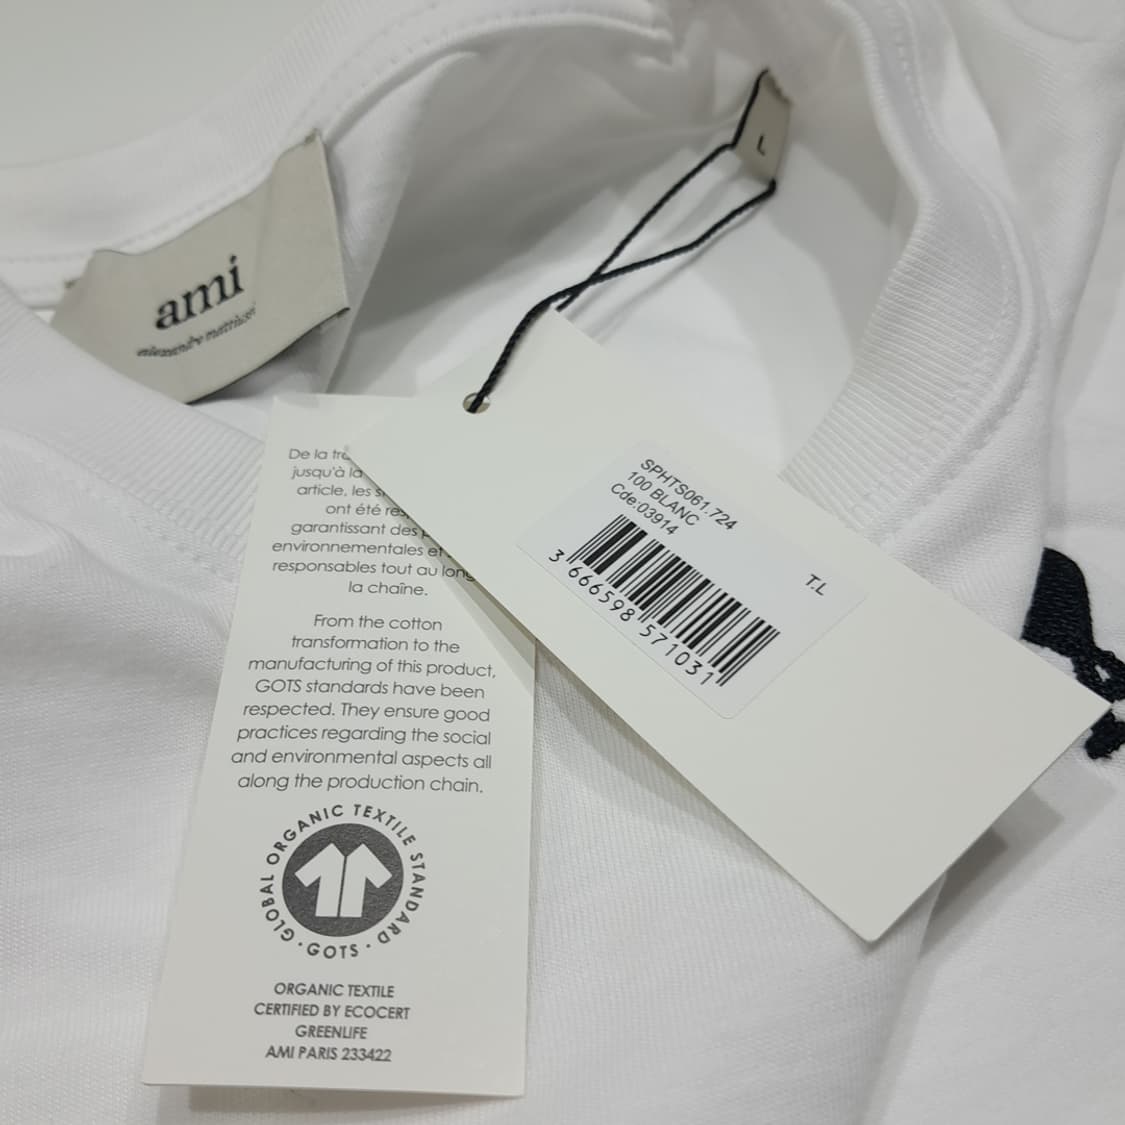 ami
alexandre mattiussi
L
De la
jusqu'à la
article, les
ont été
garantissant des
environnementales et
responsables tout au long
la chaîne.
From the cotton
transformation to the
manufacturing of this product,
GOTS standards have been
respected. They ensure good
practices regarding the social
and environmental aspects all
along the production chain.
GLOBAL ORGANIC TEXTILE STANDARD · GOTS ·
ORGANIC TEXTILE
CERTIFIED BY ECOCERT
GREENLIFE
AMI PARIS 233422
SPHTS061.724
100 BLANC
Cde:03914
T.L
3 666598 571031